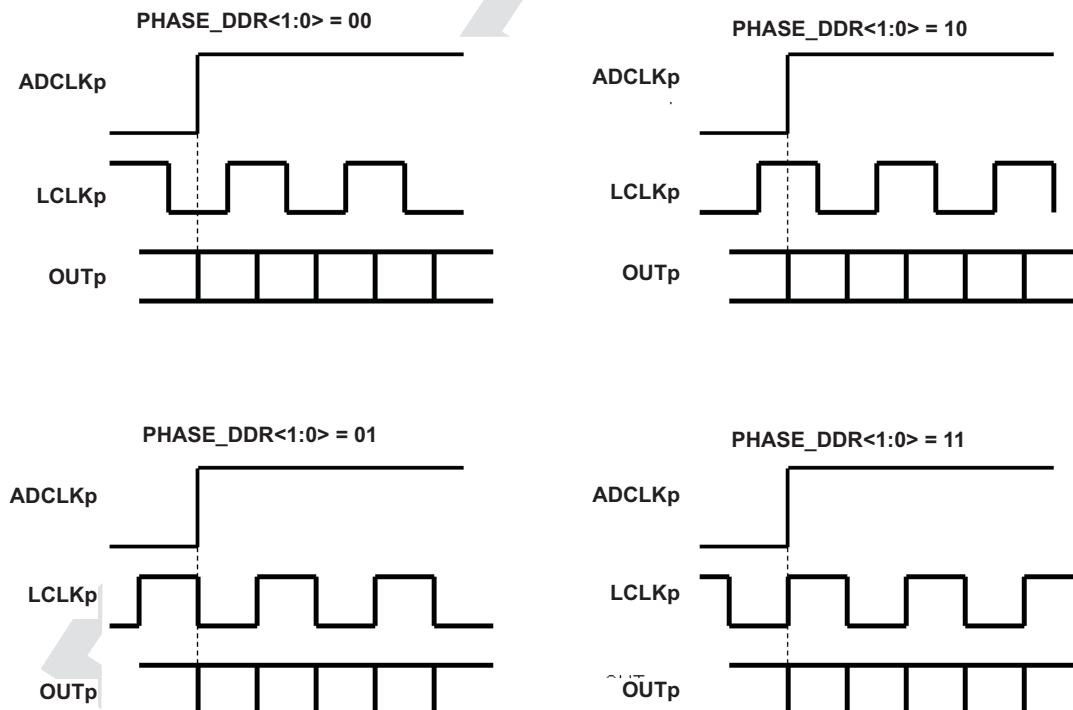 PHASE_DDR<1:0> = 00
ADCLKp
LCLKp
OUTp
PHASE_DDR<1:0> = 10
ADCLKp
LCLKp
OUTp
PHASE_DDR<1:0> = 01
ADCLKp
LCLKp
OUTp
PHASE_DDR<1:0> = 11
ADCLKp
LCLKp
OUTp